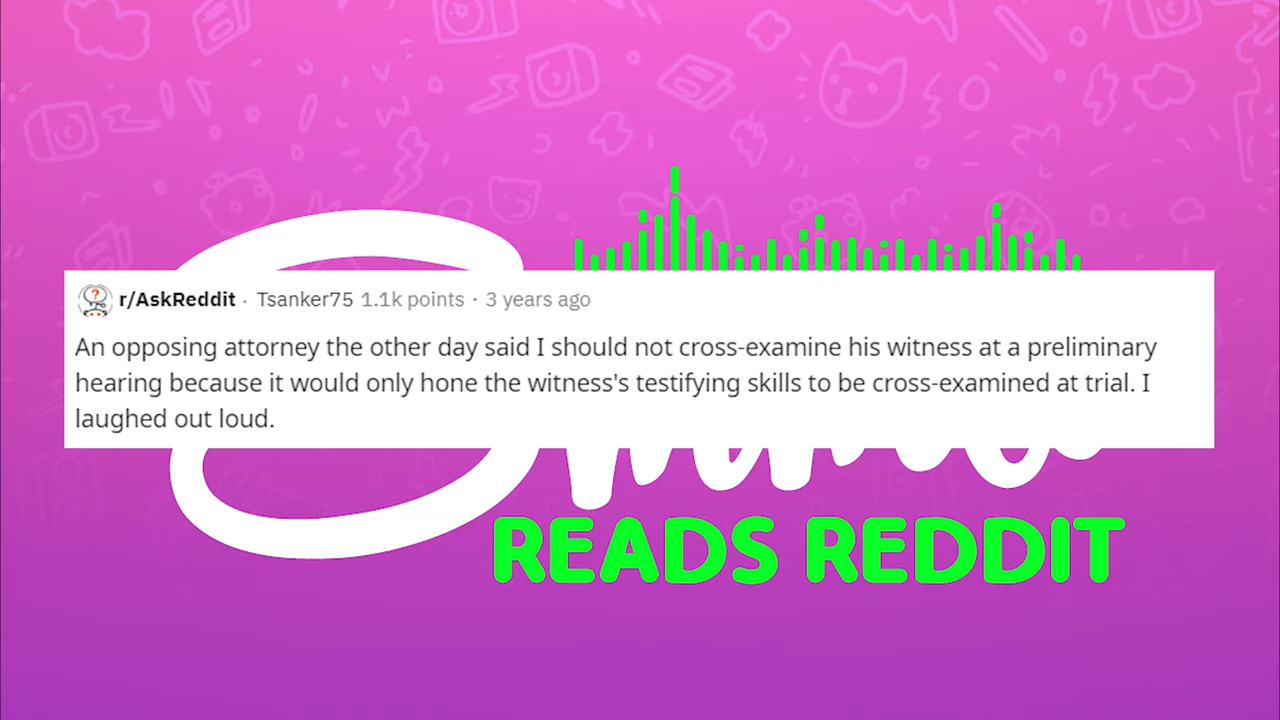 r/AskReddit · Tsanker75 1.1k points · 3 years ago
An opposing attorney the other day said I should not cross-examine his witness at a preliminary
hearing because it would only hone the witness's testifying skills to be cross-examined at trial. I
laughed out loud.
READS REDDIT